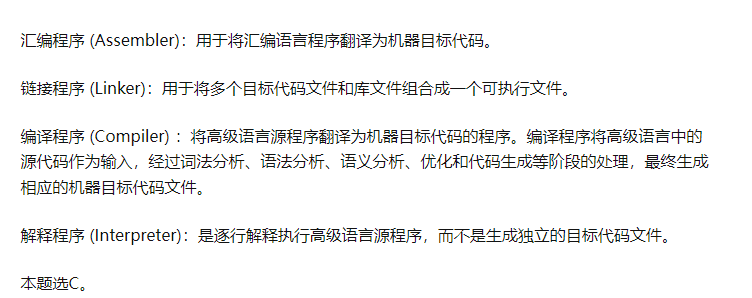 汇编程序 (Assembler)：用于将汇编语言程序翻译为机器目标代码。
链接程序 (Linker)：用于将多个目标代码文件和库文件组合成一个可执行文件。
编译程序 (Compiler) ：将高级语言源程序翻译为机器目标代码的程序。编译程序将高级语言中的
源代码作为输入，经过词法分析、语法分析、语义分析、优化和代码生成等阶段的处理，最终生成
相应的机器目标代码文件。
解释程序 (Interpreter)：是逐行解释执行高级语言源程序，而不是生成独立的目标代码文件。
本题选C。